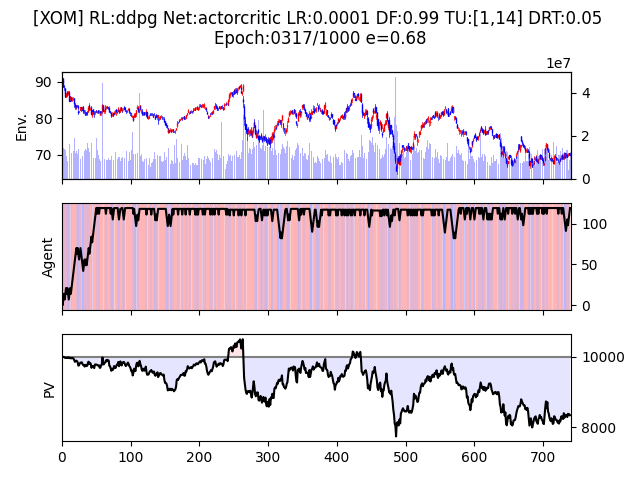 [XOM] RL:ddpg Net:actorcritic LR:0.0001 DF:0.99 TU:[1,14] DRT:0.05
Epoch:0317/1000 e=0.68
1e7
90
80
70
Env.
4
2
0
Agent
100
50
0
PV
10000
8000
0 100 200 300 400 500 600 700